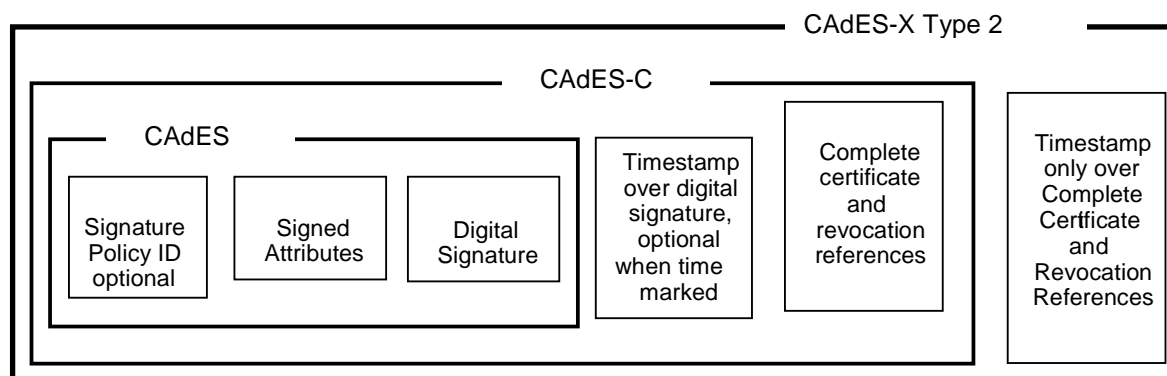 CAdES-X Type 2
CAdES-C
CAdES
Signature
Policy ID
optional
Signed
Attributes
Digital
Signature
Timestamp
over digital
signature,
optional
when time
marked
Complete
certificate
and
revocation
references
Timestamp
only over
Complete
Certficate
and
Revocation
References